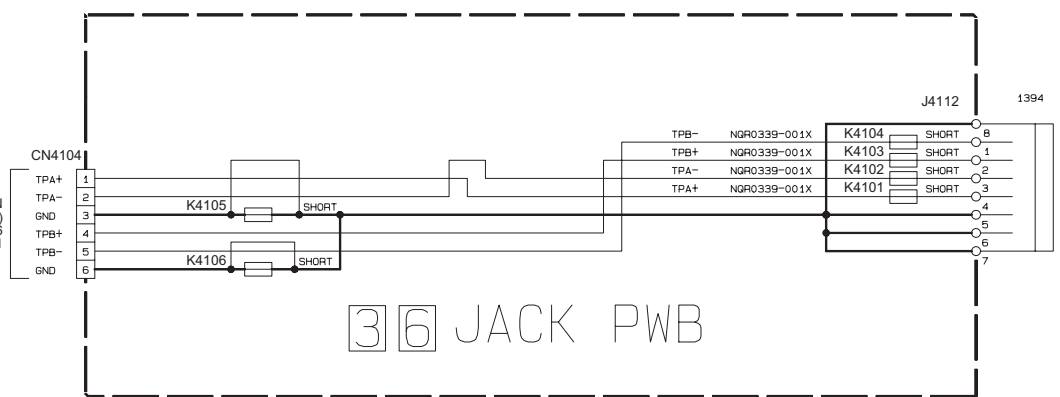 J4112 1394
TPB- NQR0339-001X K4104 SHORT 8
TPB+ NQR0339-001X K4103 SHORT 1
TPA- NQR0339-001X K4102 SHORT 2
TPA+ NQR0339-001X K4101 SHORT 3
4
5
6
7
CN4104
TPA+ 1
TPA- 2
GND 3 K4105 SHORT
TPB+ 4
TPB- 5
GND 6 K4106 SHORT
36 JACK PWB